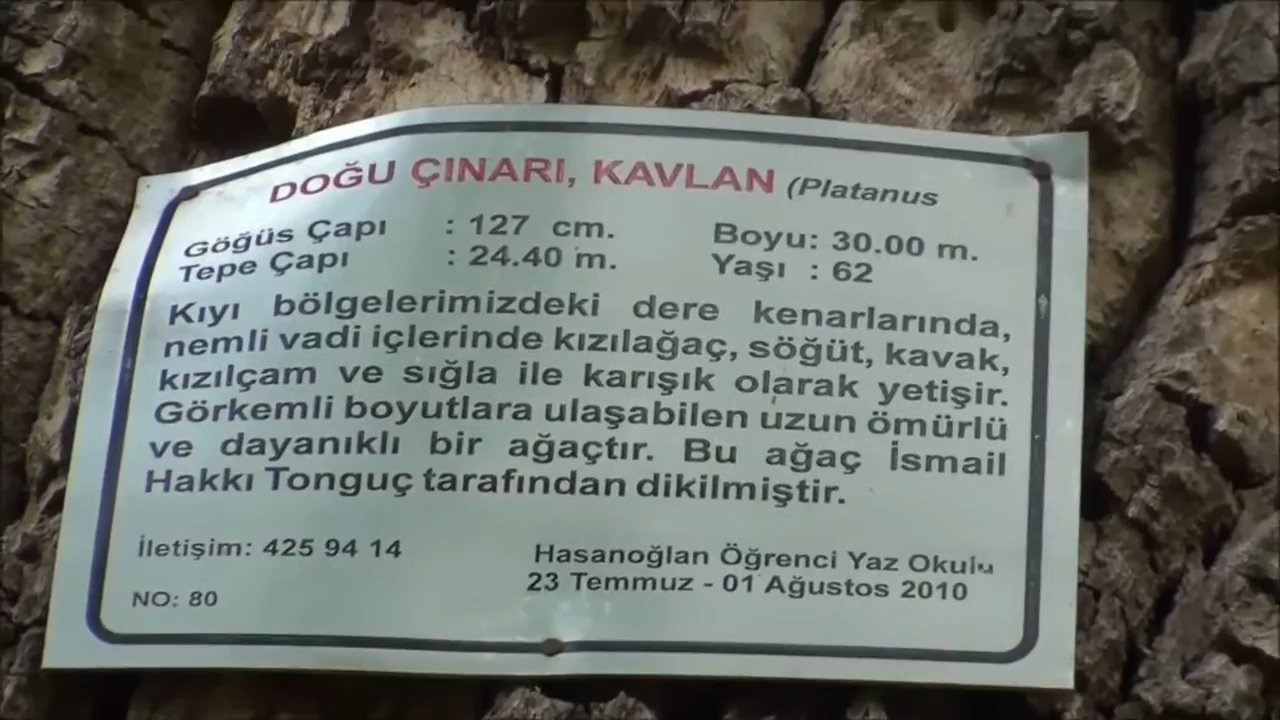 DOĞU ÇINARI, KAVLAN (Platanus
Göğüs Çapı : 127 cm. Boyu: 30.00 m.
Tepe Çapı : 24.40 m. Yaşı : 62
Kıyı bölgelerimizdeki dere kenarlarında,
nemli vadi içlerinde kızılağaç, söğüt, kavak,
kızılçam ve sığla ile karışık olarak yetişir.
Görkemli boyutlara ulaşabilen uzun ömürlü
ve dayanıklı bir ağaçtır. Bu ağaç İsmail
Hakkı Tonguç tarafından dikilmiştir.
İletişim: 425 94 14 Hasanoğlan Öğrenci Yaz Okulu
23 Temmuz - 01 Ağustos 2010
NO: 80